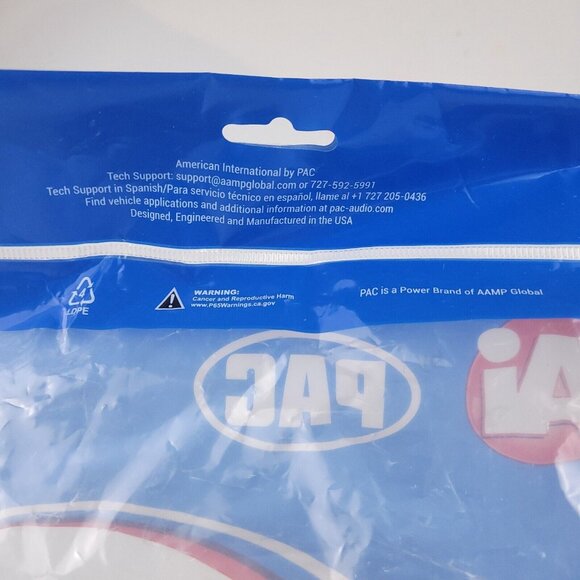 American International by PAC
Tech Support: support@aampglobal.com or 727-592-5991
Tech Support in Spanish/Para servicio técnico en español, llame al +1 727 205-0436
Find vehicle applications and additional information at pac-audio.com
Designed, Engineered and Manufactured in the USA
4
LDPE
WARNING:
Cancer and Reproductive Harm
www.P65Warnings.ca.gov
PAC is a Power Brand of AAMP Global
PAC
Ai